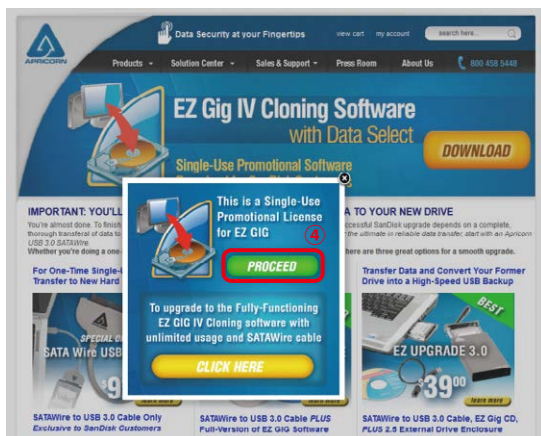 Data Security at your Fingertips
view cart my account search here...
APRICORN
Products Solution Center Sales & Support Press Room About Us 800 458 5448
EZ Gig IV Cloning Software
with Data Select
DOWNLOAD
Single-Use Promotional Software
IMPORTANT: YOU'LL
A TO YOUR NEW DRIVE
You're almost done. To finish
ccessful SanDisk upgrade depends on a complete,
thorough transferal of data to
the ultimate in reliable data transfer, start with an Apricorn
USB 3.0 SATAWire.
Whether you're doing a one-
here are three great options for a smooth upgrade.
This is a Single-Use
Promotional License
for EZ GIG
④
PROCEED
To upgrade to the Fully-Functioning
EZ GIG IV Cloning software with
unlimited usage and SATAWire cable
CLICK HERE
For One-Time Single-
Transfer to New Hard
SPECIAL
SATA Wire USB
$9
learn more
SATAWire to USB 3.0 Cable Only
Exclusive to SanDisk Customers
SATAWire to USB 3.0 Cable PLUS
Full-Version of EZ GIG Software
Transfer Data and Convert Your Former
Drive into a High-Speed USB Backup
BEST
EZ UPGRADE 3.0
$39.00
learn more
SATAWire to USB 3.0 Cable, EZ Gig CD,
PLUS 2.5 External Drive Enclosure